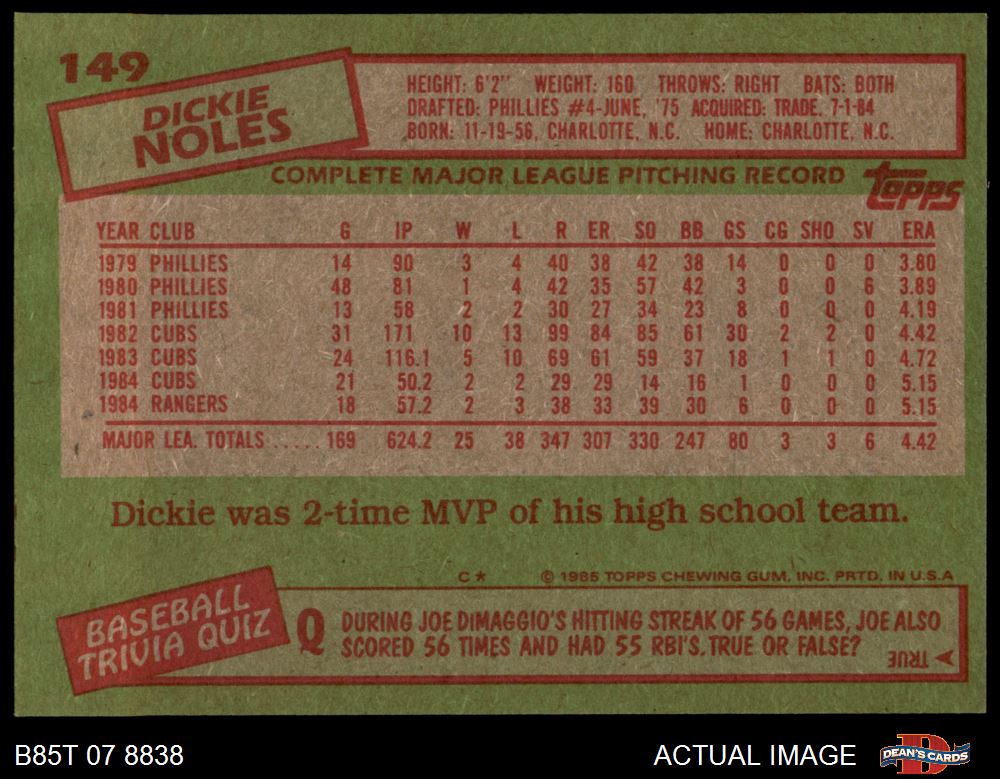 149
DICKIE
NOLES
HEIGHT: 6'2" WEIGHT: 160 THROWS: RIGHT BATS: BOTH
DRAFTED: PHILLIES #4-JUNE, '75 ACQUIRED: TRADE, 7-1-84
BORN: 11-19-56, CHARLOTTE, N.C. HOME: CHARLOTTE, N.C.
COMPLETE MAJOR LEAGUE PITCHING RECORD topps
YEAR CLUB G IP W L R ER SO BB GS CG SHO SV ERA
1979 PHILLIES 14 90 3 4 40 38 42 38 14 0 0 0 3.80
1980 PHILLIES 48 81 1 4 42 35 57 42 3 0 0 6 3.89
1981 PHILLIES 13 58 2 2 30 27 34 23 8 0 0 0 4.19
1982 CUBS 31 171 10 13 99 84 85 61 30 2 2 0 4.42
1983 CUBS 24 116.1 5 10 69 61 59 37 18 1 1 0 4.72
1984 CUBS 21 50.2 2 2 29 29 14 16 1 0 0 0 5.15
1984 RANGERS 18 57.2 2 3 38 33 39 30 6 0 0 0 5.15
MAJOR LEA. TOTALS ..... 169 624.2 25 38 347 307 330 247 80 3 3 6 4.42
Dickie was 2-time MVP of his high school team.
C* © 1985 TOPPS CHEWING GUM, INC. PRTD. IN U.S.A
BASEBALL
TRIVIA QUIZ
Q DURING JOE DiMAGGIO'S HITTING STREAK OF 56 GAMES, JOE ALSO
SCORED 56 TIMES AND HAD 55 RBI'S. TRUE OR FALSE?
TRUE
B85T 07 8838 ACTUAL IMAGE DEAN'S CARDS